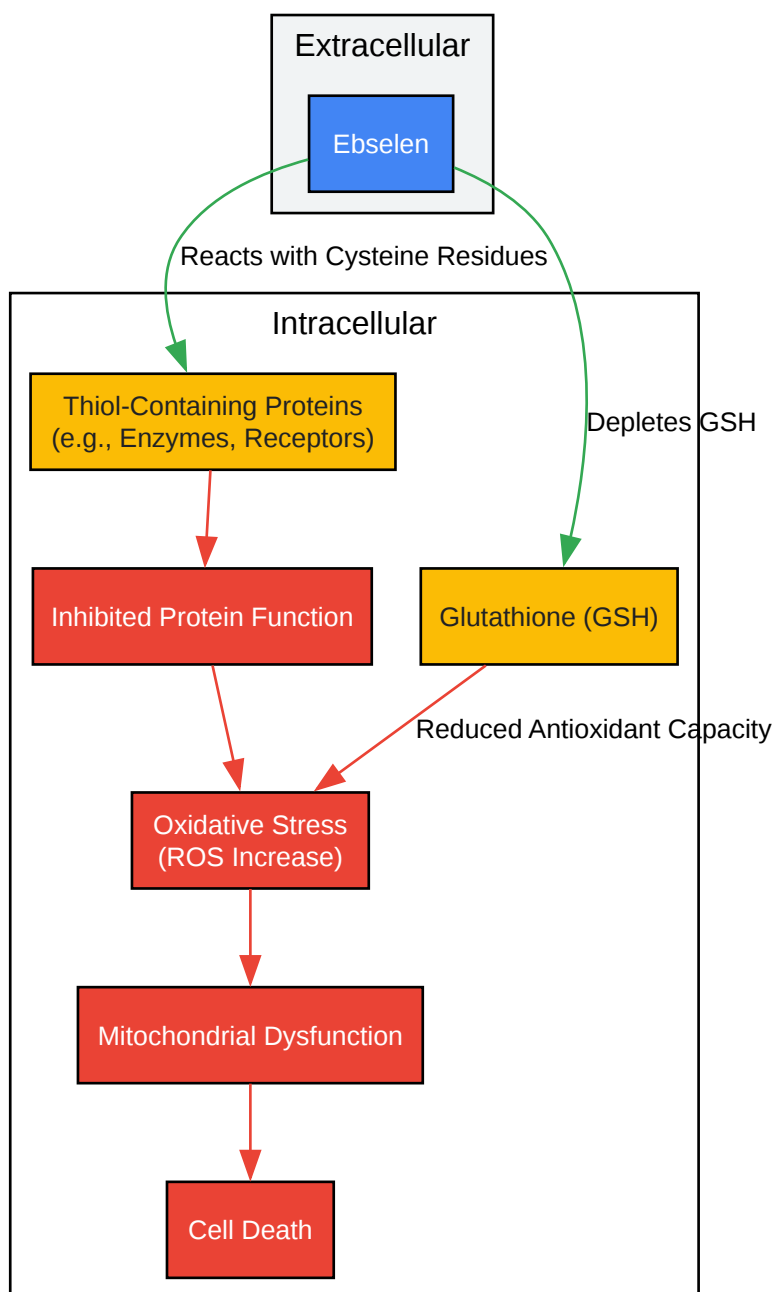 Extracellular
Ebselen
Reacts with Cysteine Residues
Intracellular
Thiol-Containing Proteins
(e.g., Enzymes, Receptors)
Depletes GSH
Inhibited Protein Function
Glutathione (GSH)
Reduced Antioxidant Capacity
Oxidative Stress
(ROS Increase)
Mitochondrial Dysfunction
Cell Death